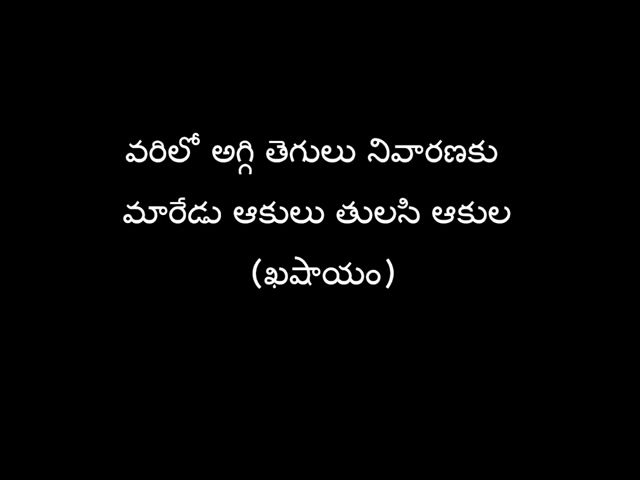 వరిలో అగ్గి తెగులు నివారణకు
మారేడు ఆకులు తులసి ఆకుల
(ఖషాయం)